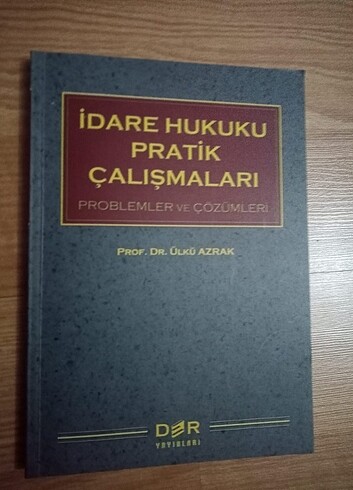 İDARE HUKUKU
PRATİK
ÇALIŞMALARI
PROBLEMLER VE ÇÖZÜMLERİ
PROF. DR. ÜLKÜ AZRAK
DER
YAYINLARI